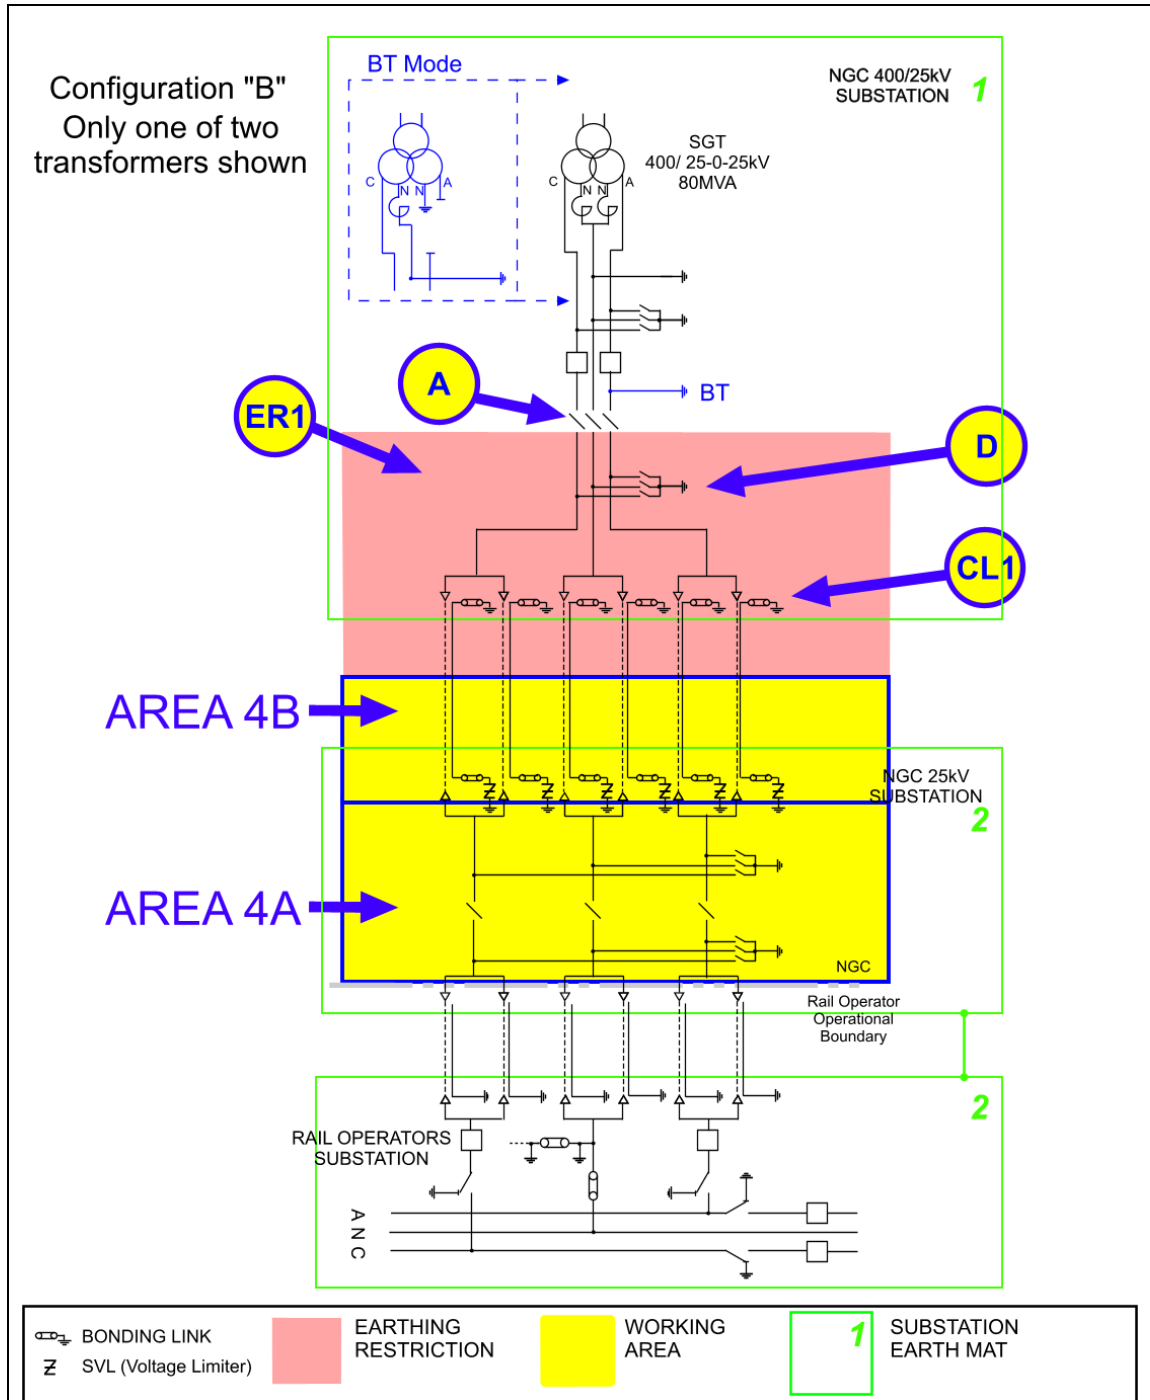 Configuration "B"
Only one of two
transformers shown
BT Mode
C
N
N
A
NGC 400/25kV
SUBSTATION
1
SGT
400/ 25-0-25kV
80MVA
C
N
N
A
BT
A
ER1
D
CL1
AREA 4B
NGC 25kV
SUBSTATION
2
AREA 4A
NGC
Rail Operator
Operational
Boundary
2
RAIL OPERATORS
SUBSTATION
A
N
C
BONDING LINK
SVL (Voltage Limiter)
EARTHING
RESTRICTION
WORKING
AREA
1
SUBSTATION
EARTH MAT